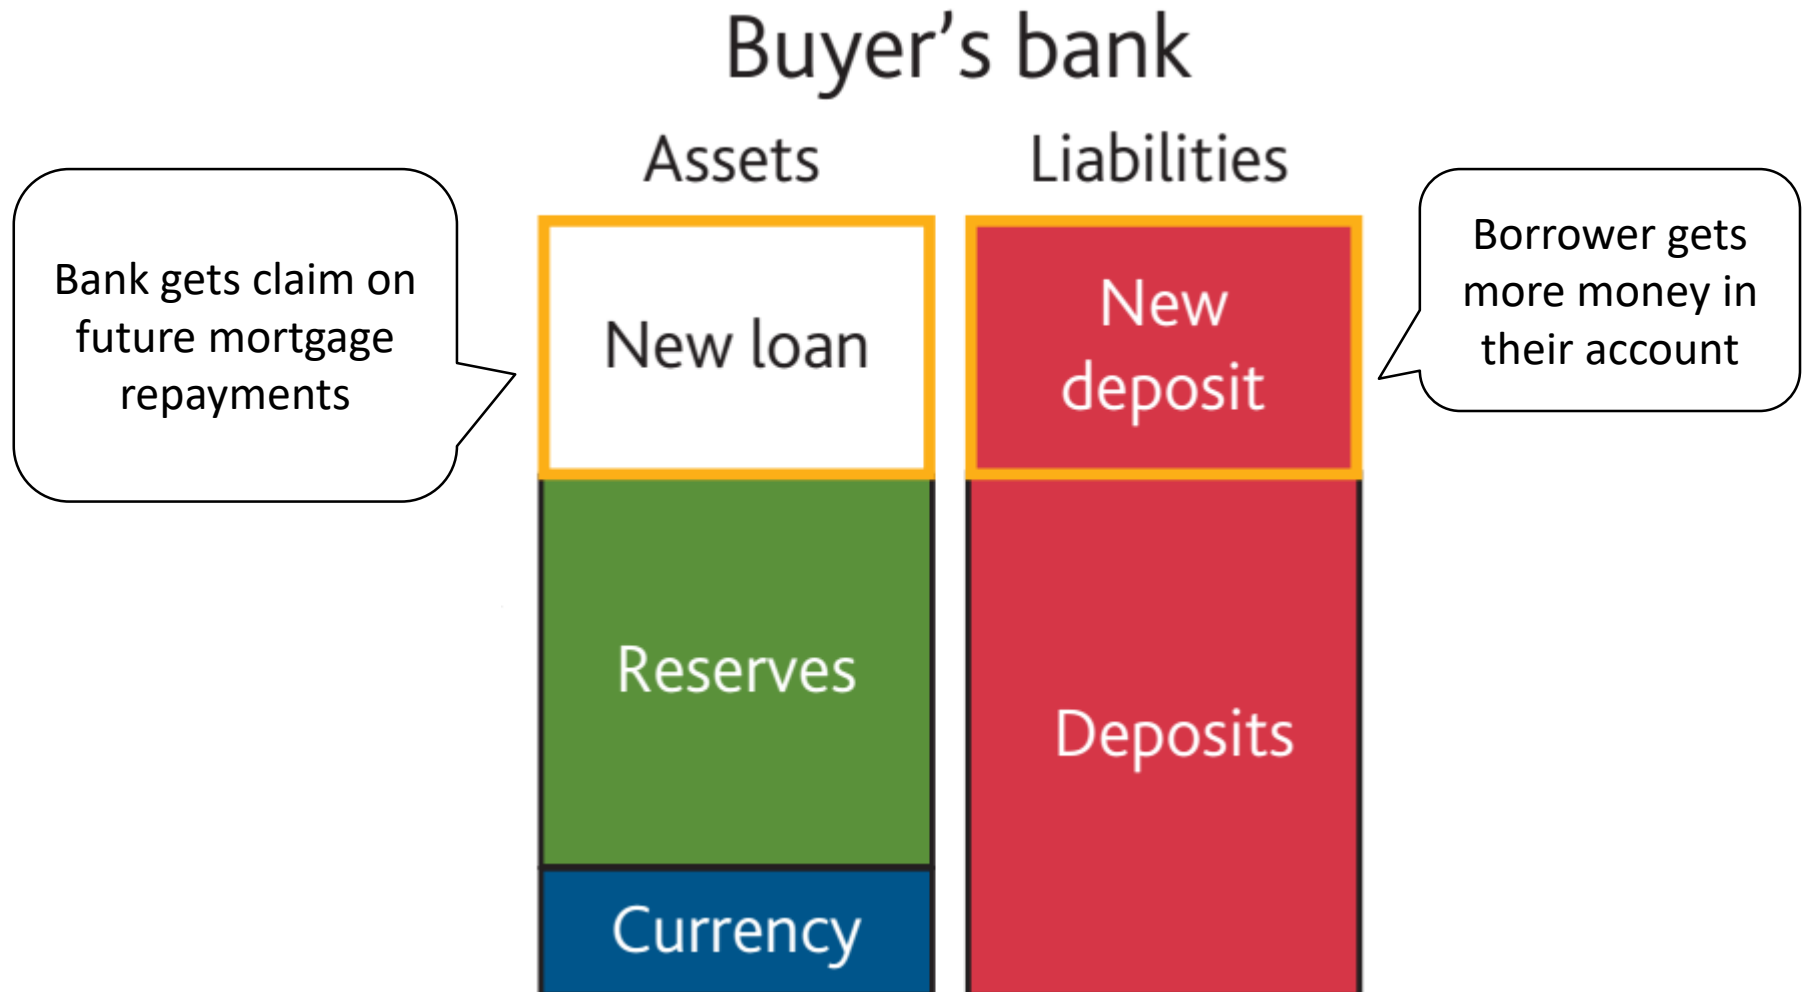 Buyer’s bank
Assets
Liabilities
Bank gets claim on
future mortgage
repayments
New loan
New
deposit
Borrower gets
more money in
their account
Reserves
Deposits
Currency